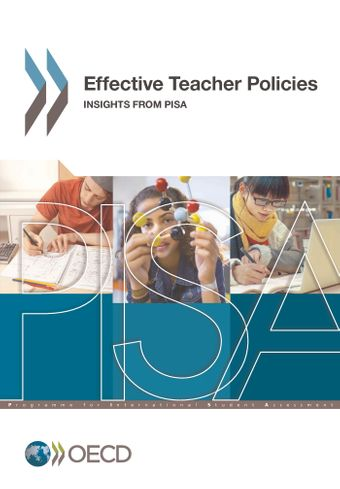 Effective Teacher Policies
INSIGHTS FROM PISA
PISA
Programme for International Student Assessment
OECD